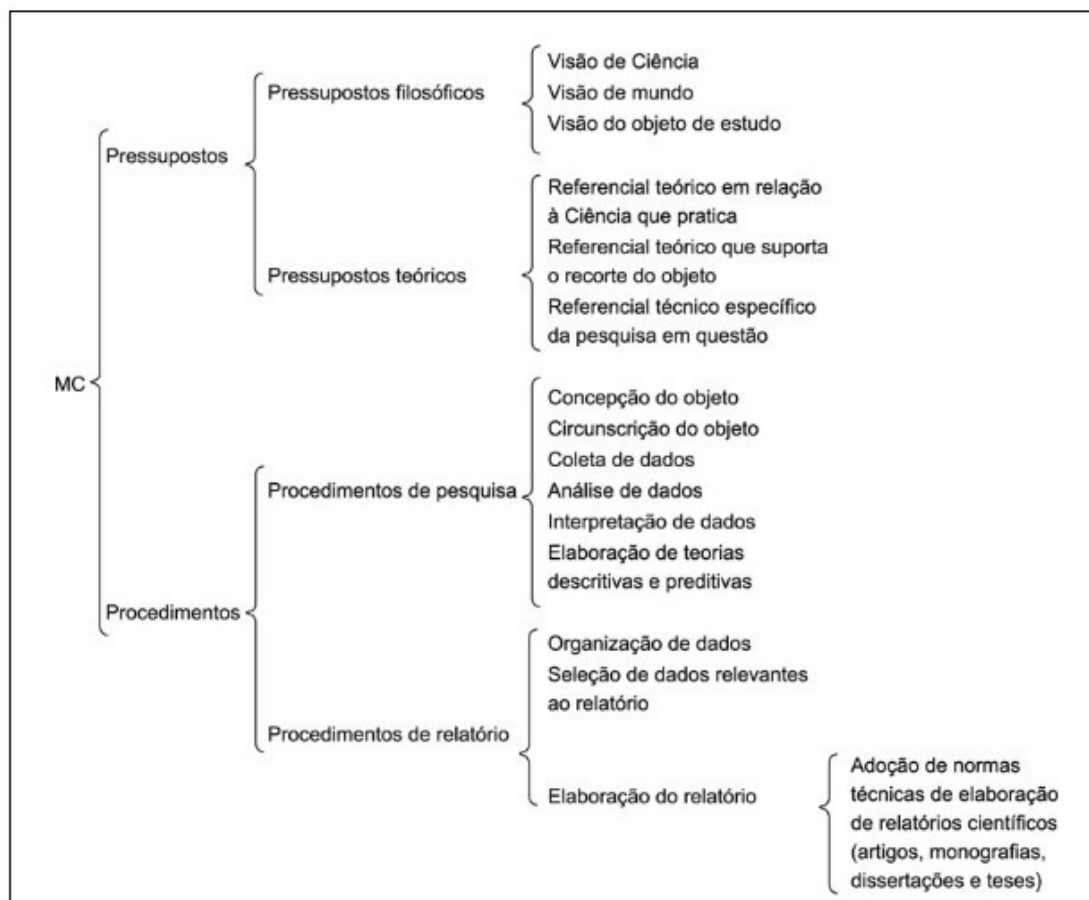 Visão de Ciência
Pressupostos filosóficos
Visão de mundo
Visão do objeto de estudo
Pressupostos
Referencial teórico em relação
à Ciência que pratica
Referencial teórico que suporta
Pressupostos teóricos
o recorte do objeto
Referencial técnico específico
da pesquisa em questão
MC
Concepção do objeto
Circunscrição do objeto
Coleta de dados
Procedimentos de pesquisa
Análise de dados
Interpretação de dados
Elaboração de teorias
descritivas e preditivas
Procedimentos
Organização de dados
Seleção de dados relevantes
ao relatório
Procedimentos de relatório
Elaboração do relatório
Adoção de normas
técnicas de elaboração
de relatórios científicos
(artigos, monografias,
dissertações e teses)